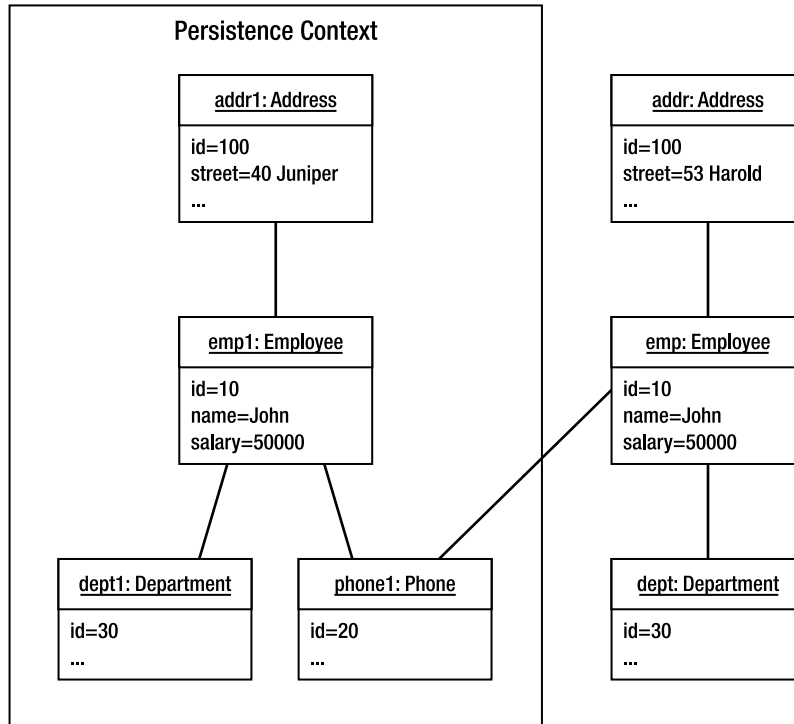 Persistence Context
addr1: Address
id=100
street=40 Juniper
...
addr: Address
id=100
street=53 Harold
...
emp1: Employee
id=10
name=John
salary=50000
emp: Employee
id=10
name=John
salary=50000
dept1: Department
id=30
...
phone1: Phone
id=20
...
dept: Department
id=30
...